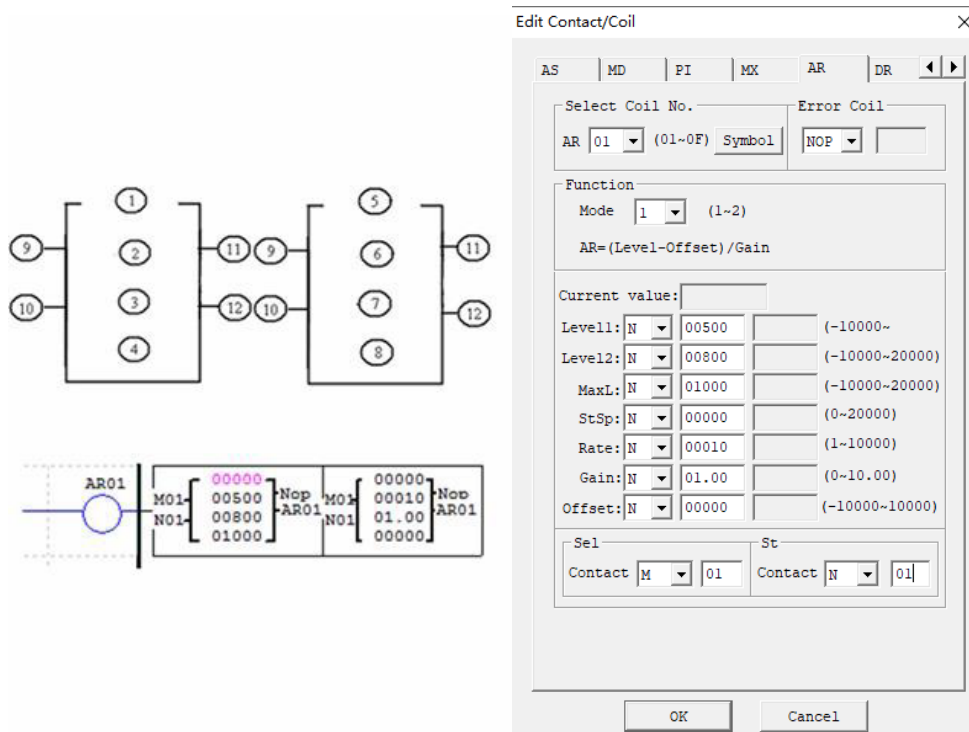 Edit Contact/Coil
AS MD PI MX AR DR
Select Coil No. Error Coil
AR 01 (01~0F) Symbol NOP
Function
Mode 1 (1~2)
AR=(Level-Offset)/Gain
Current value:
Level1: N 00500 (-10000~
Level2: N 00800 (-10000~20000)
MaxL: N 01000 (-10000~20000)
StSp: N 00000 (0~20000)
Rate: N 00010 (1~10000)
Gain: N 01.00 (0~10.00)
Offset: N 00000 (-10000~10000)
Sel St
Contact M 01 Contact N 01
OK Cancel
1 5
9 2 11 9 6 11
10 3 12 10 7 12
4 8
AR01
00000 00000
M01 00500 Nop M01 00010 Nop
N01 00800 AR01 N01 01.00 AR01
01000 00000